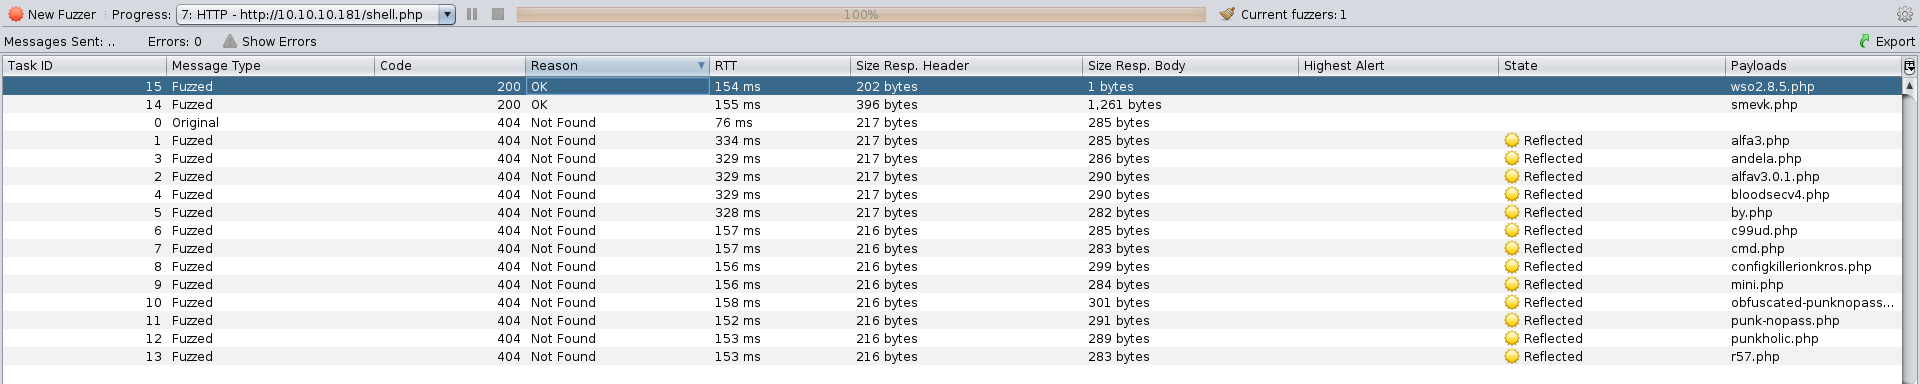 New Fuzzer Progress: 7: HTTP - http://10.10.10.181/shell.php 100% Current fuzzers: 1
Messages Sent: .. Errors: 0 Show Errors Export
Task ID Message Type Code Reason RTT Size Resp. Header Size Resp. Body Highest Alert State Payloads
15 Fuzzed 200 OK 154 ms 202 bytes 1 bytes wso2.8.5.php
14 Fuzzed 200 OK 155 ms 396 bytes 1,261 bytes smevk.php
0 Original 404 Not Found 76 ms 217 bytes 285 bytes
1 Fuzzed 404 Not Found 334 ms 217 bytes 285 bytes Reflected alfa3.php
3 Fuzzed 404 Not Found 329 ms 217 bytes 286 bytes Reflected andela.php
2 Fuzzed 404 Not Found 329 ms 217 bytes 290 bytes Reflected alfav3.0.1.php
4 Fuzzed 404 Not Found 329 ms 217 bytes 290 bytes Reflected bloodsecv4.php
5 Fuzzed 404 Not Found 328 ms 217 bytes 282 bytes Reflected by.php
6 Fuzzed 404 Not Found 157 ms 216 bytes 285 bytes Reflected c99ud.php
7 Fuzzed 404 Not Found 157 ms 216 bytes 283 bytes Reflected cmd.php
8 Fuzzed 404 Not Found 156 ms 216 bytes 299 bytes Reflected configkillerionkros.php
9 Fuzzed 404 Not Found 156 ms 216 bytes 284 bytes Reflected mini.php
10 Fuzzed 404 Not Found 158 ms 216 bytes 301 bytes Reflected obfuscated-punknopass...
11 Fuzzed 404 Not Found 152 ms 216 bytes 291 bytes Reflected punk-nopass.php
12 Fuzzed 404 Not Found 153 ms 216 bytes 289 bytes Reflected punkholic.php
13 Fuzzed 404 Not Found 153 ms 216 bytes 283 bytes Reflected r57.php